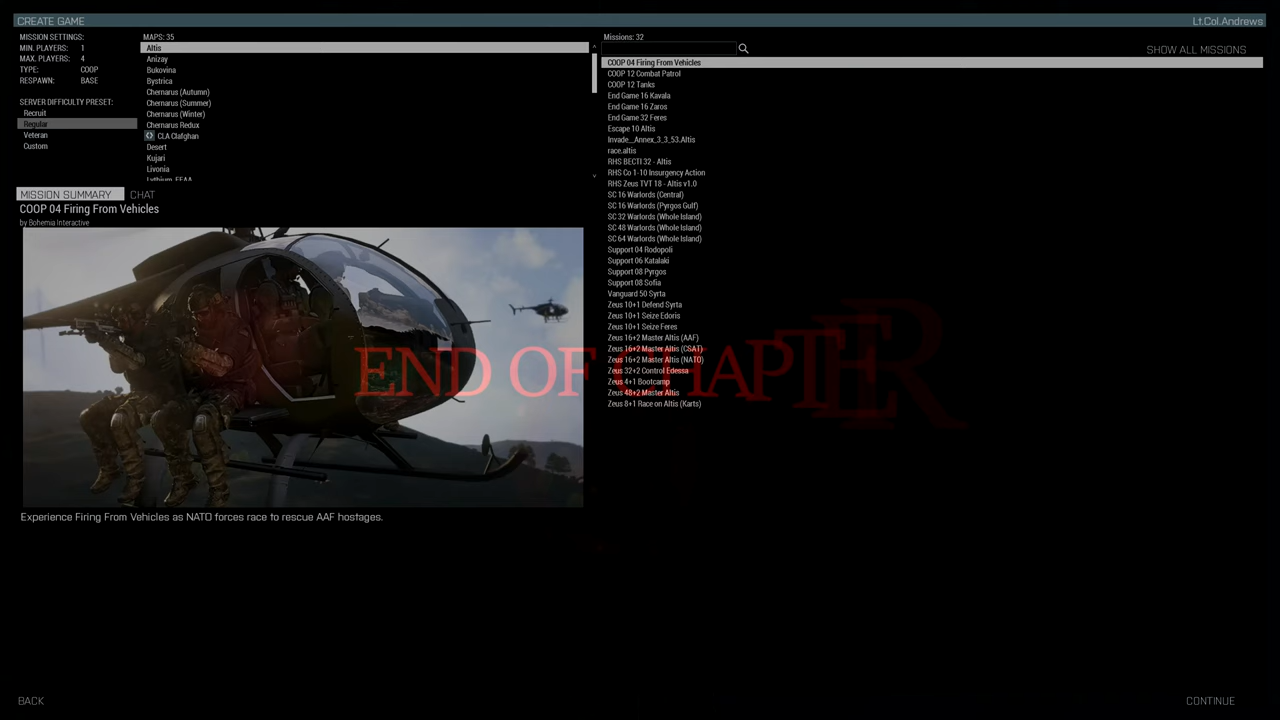 CREATE GAME
Lt.Col.Andrews
MISSION SETTINGS:
MIN. PLAYERS: 1
MAX. PLAYERS: 4
TYPE: COOP
RESPAWN: BASE
SERVER DIFFICULTY PRESET:
Recruit
Regular
Veteran
Custom
MAPS: 35
Altis
Anizay
Bukovina
Bystrica
Chernarus (Autumn)
Chernarus (Summer)
Chernarus (Winter)
Chernarus Redux
CLA Clafghan
Desert
Kujari
Livonia
Lythium, FFAA
Missions: 32
SHOW ALL MISSIONS
COOP 04 Firing From Vehicles
COOP 12 Combat Patrol
COOP 12 Tanks
End Game 16 Kavala
End Game 16 Zaros
End Game 32 Feres
Escape 10 Altis
Invade__Annex_3_3_53.Altis
race.altis
RHS BECTI 32 - Altis
RHS Co 1-10 Insurgency Action
RHS Zeus TVT 18 - Altis v1.0
SC 16 Warlords (Central)
SC 16 Warlords (Pyrgos Gulf)
SC 32 Warlords (Whole Island)
SC 48 Warlords (Whole Island)
SC 64 Warlords (Whole Island)
Support 04 Rodopoli
Support 06 Katalaki
Support 08 Pyrgos
Support 08 Sofia
Vanguard 50 Syrta
Zeus 10+1 Defend Syrta
Zeus 10+1 Seize Edoris
Zeus 10+1 Seize Feres
Zeus 16+2 Master Altis (AAF)
Zeus 16+2 Master Altis (CSAT)
Zeus 16+2 Master Altis (NATO)
Zeus 32+2 Control Edessa
Zeus 4+1 Bootcamp
Zeus 48+2 Master Altis
Zeus 8+1 Race on Altis (Karts)
MISSION SUMMARY
CHAT
COOP 04 Firing From Vehicles
by Bohemia Interactive
END OF CHAPTER
Experience Firing From Vehicles as NATO forces race to rescue AAF hostages.
BACK
CONTINUE